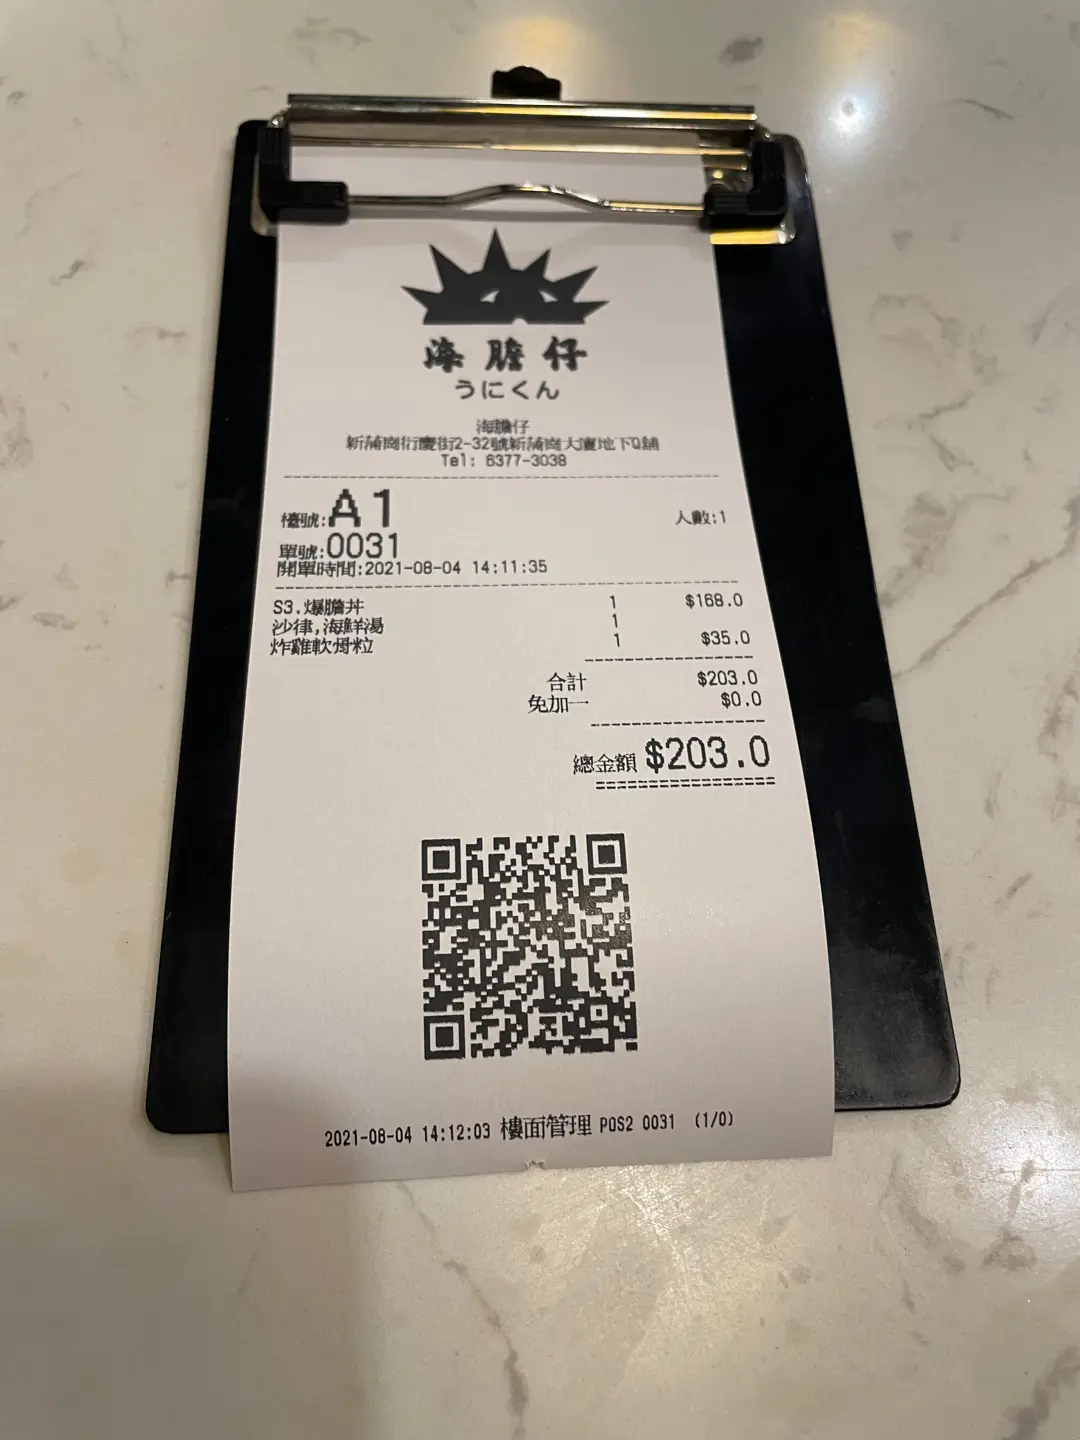 海膽仔
うにくん
海膽仔
新蒲崗衍慶街2-32號新蒲崗大廈地下Q舖
Tel: 6377-3038
檯號:A1
人數:1
單號:0031
開單時間:2021-08-04 14:11:35
S3.爆膽丼 1 $168.0
沙律,海鮮湯 1
炸雞軟骨粒 1 $35.0
合計 $203.0
免加一 $0.0
總金額 $203.0
2021-08-04 14:12:03 樓面管理 POS2 0031 (1/0)